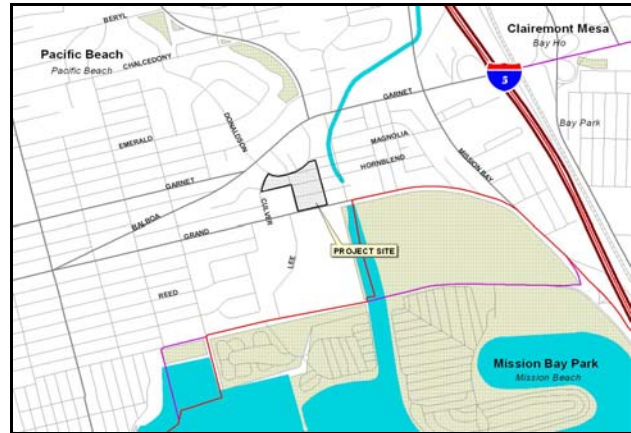 BERYL
Pacific Beach
Pacific Beach
CHALCEDONY
Clairemont Mesa
Bay Ho
5
GARNET
DONALDSON
EMERALD
MAGNOLIA
Bay Park
HORNBLEND
MISSION BAY
GARNET
BALBOA
CULVER
GRAND
LEE
PROJECT SITE
REED
Mission Bay Park
Mission Beach